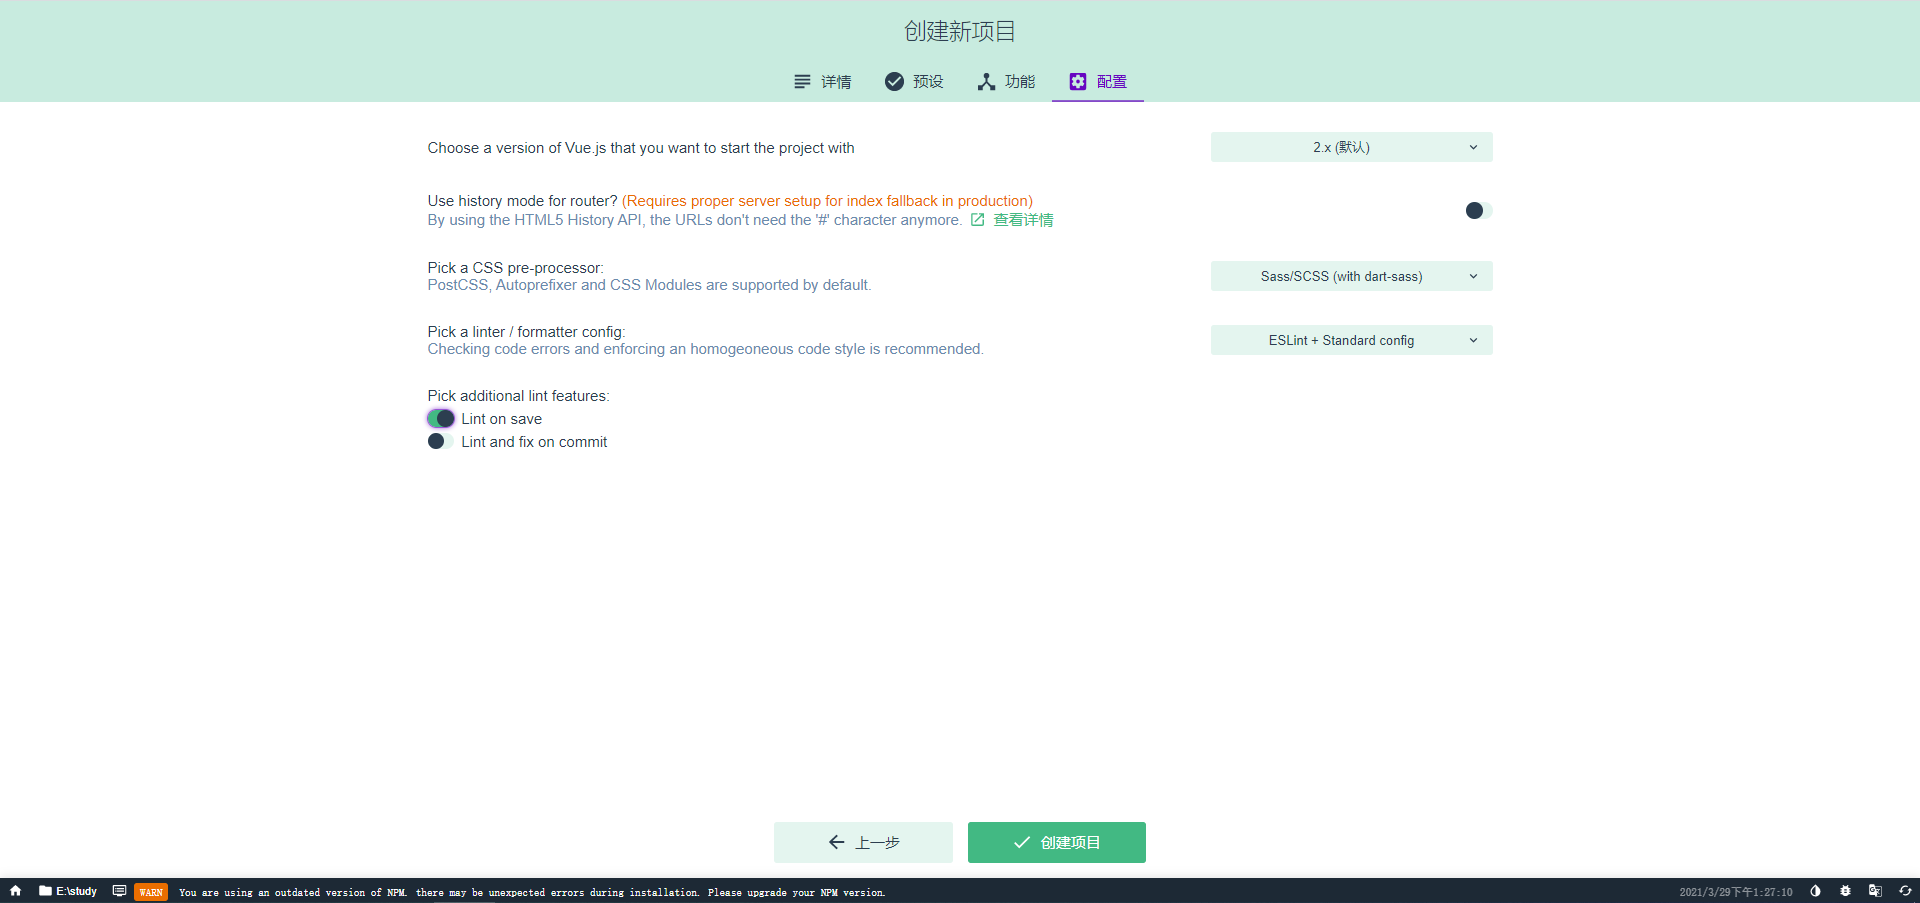 创建新项目
详情 预设 功能 配置
Choose a version of Vue.js that you want to start the project with
2.x (默认)
Use history mode for router? (Requires proper server setup for index fallback in production)
By using the HTML5 History API, the URLs don't need the '#' character anymore. 查看详情
Pick a CSS pre-processor:
PostCSS, Autoprefixer and CSS Modules are supported by default.
Sass/SCSS (with dart-sass)
Pick a linter / formatter config:
Checking code errors and enforcing an homogeoneous code style is recommended.
ESLint + Standard config
Pick additional lint features:
Lint on save
Lint and fix on commit
上一步 创建项目
E:\study WARN You are using an outdated version of NPM. there may be unexpected errors during installation. Please upgrade your NPM version. 2021/3/29下午1:27:10